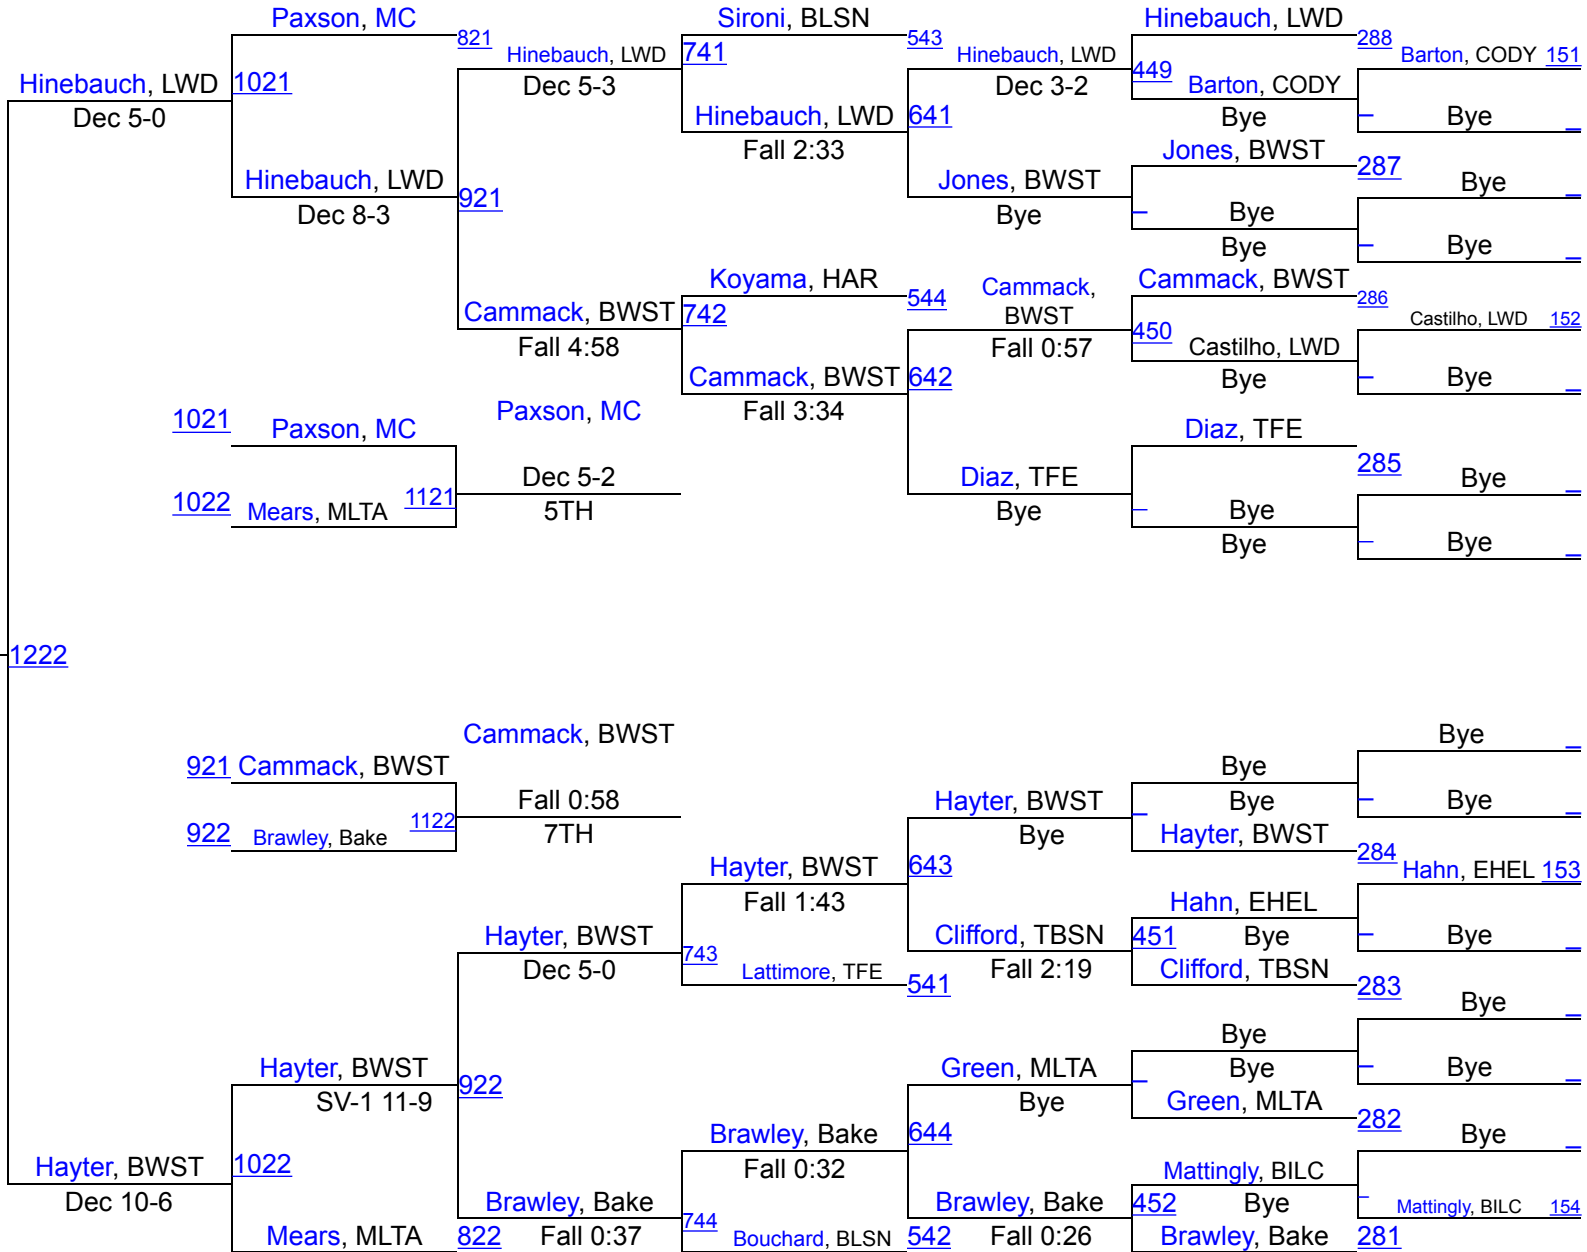 Paxson, MC
821
Hinebauch, LWD
Dec 5-3
741
Sironi, BLSN
543
Hinebauch, LWD
Dec 3-2
449
Hinebauch, LWD
288
Barton, CODY 151
Barton, CODY
Bye
_
Bye
_
Hinebauch, LWD
Dec 5-0
1021
Hinebauch, LWD
Dec 8-3
921
Hinebauch, LWD
Fall 2:33
641
Jones, BWST
Bye
_
Jones, BWST
287
Bye
_
Bye
Bye
_
Bye
_
Cammack, BWST
Fall 4:58
742
Koyama, HAR
544
Cammack,
BWST
Fall 0:57
450
Cammack, BWST
286
Castilho, LWD 152
Castilho, LWD
Bye
_
Bye
_
Cammack, BWST
Fall 3:34
642
Diaz, TFE
Bye
_
Diaz, TFE
285
Bye
_
Bye
Bye
_
Bye
_
1021
Paxson, MC
1022
Mears, MLTA
1121
Paxson, MC
Dec 5-2
5TH
1222
921
Cammack, BWST
922
Brawley, Bake
1122
Cammack, BWST
Fall 0:58
7TH
Hayter, BWST
Bye
_
Bye
Bye
_
Bye
_
Bye
_
Hayter, BWST
284
Hayter, BWST
Fall 1:43
643
Clifford, TBSN
Fall 2:19
451
Hahn, EHEL
Bye
_
Hahn, EHEL 153
Bye
_
Clifford, TBSN
283
Hayter, BWST
Dec 5-0
743
Lattimore, TFE
541
Hayter, BWST
SV-1 11-9
922
Green, MLTA
Bye
_
Bye
Bye
_
Bye
_
Bye
_
Green, MLTA
282
Brawley, Bake
Fall 0:32
644
Brawley, Bake
Fall 0:26
452
Mattingly, BILC
Bye
_
Bye
_
Mattingly, BILC 154
Brawley, Bake
281
Hayter, BWST
Dec 10-6
1022
Mears, MLTA
822
Brawley, Bake
Fall 0:37
744
Bouchard, BLSN
542